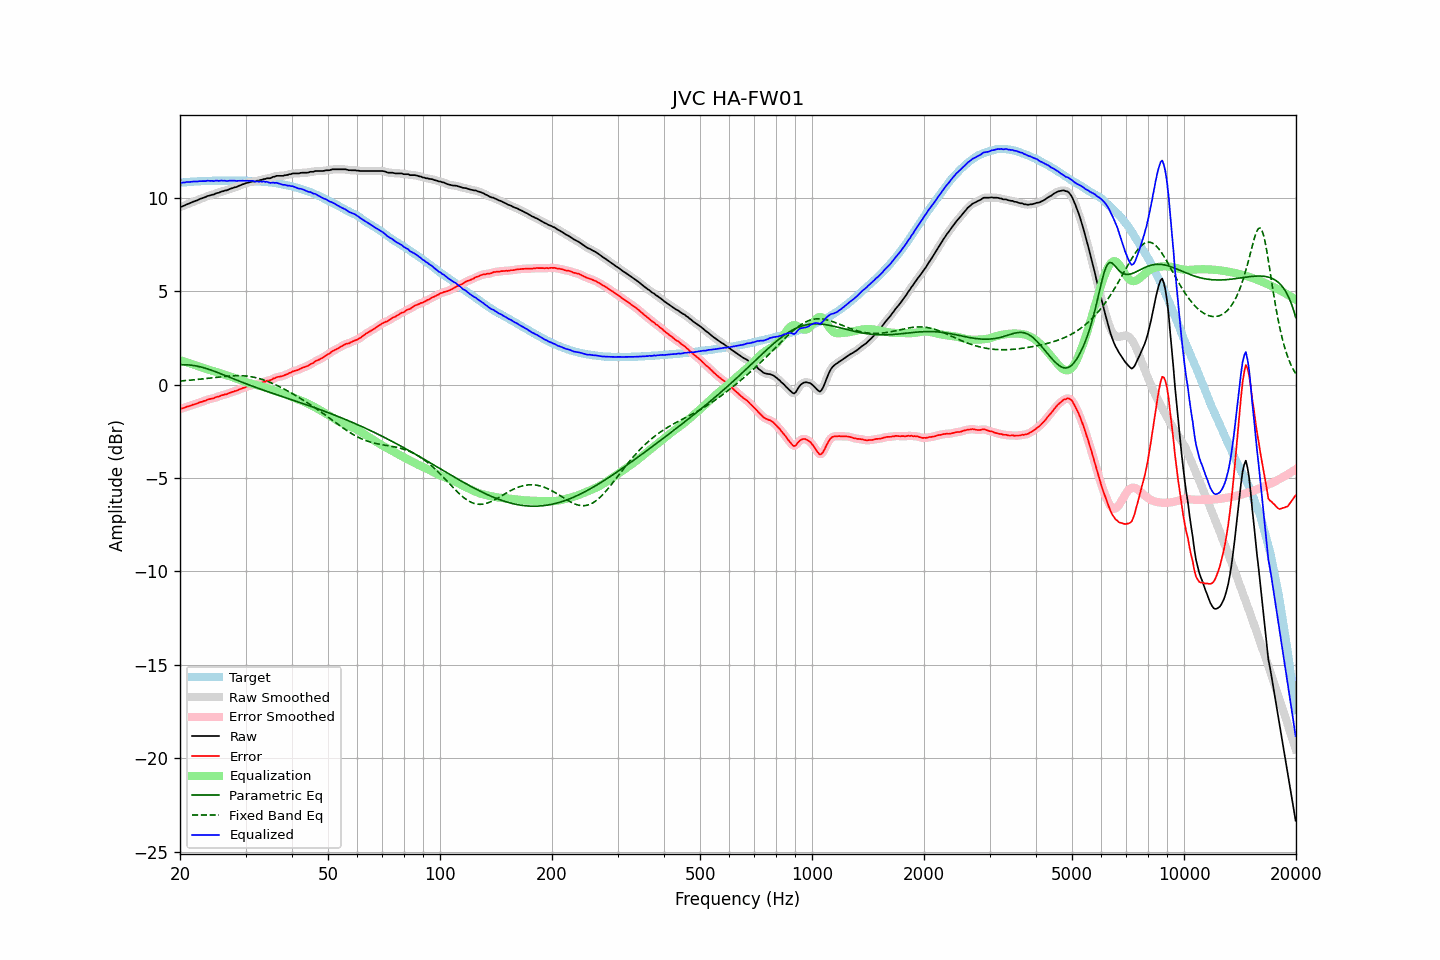 JVC HA-FW01
Amplitude (dBr)
10
5
0
−5
−10
−15
−20
−25
Target
Raw Smoothed
Error Smoothed
Raw
Error
Equalization
Parametric Eq
Fixed Band Eq
Equalized
20 50 100 200 500 1000 2000 5000 10000 20000
Frequency (Hz)